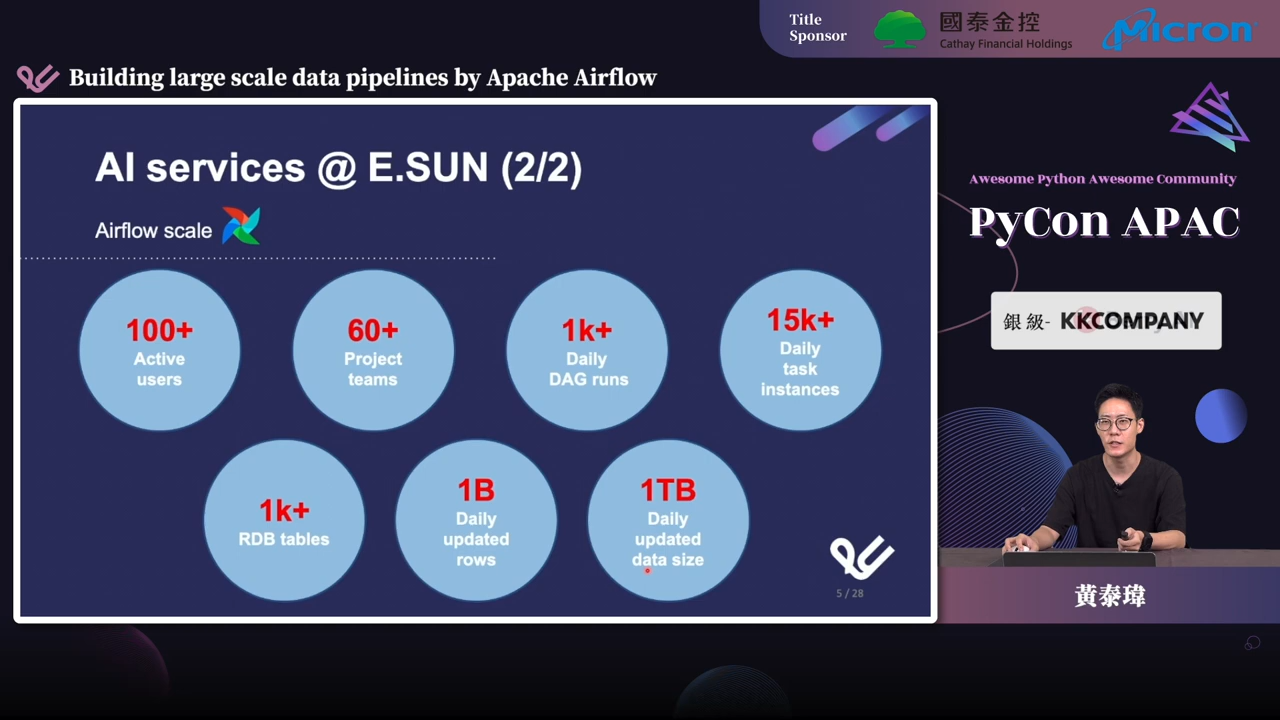 Title
Sponsor
國泰金控
Cathay Financial Holdings
Micron
Building large scale data pipelines by Apache Airflow
AI services @ E.SUN (2/2)
Airflow scale
100+
Active
users
60+
Project
teams
1k+
Daily
DAG runs
15k+
Daily
task
instances
1k+
RDB tables
1B
Daily
updated
rows
1TB
Daily
updated
data size
5 / 28
Awesome Python Awesome Community
PyCon APAC
銀級- KKCOMPANY
黃泰瑋